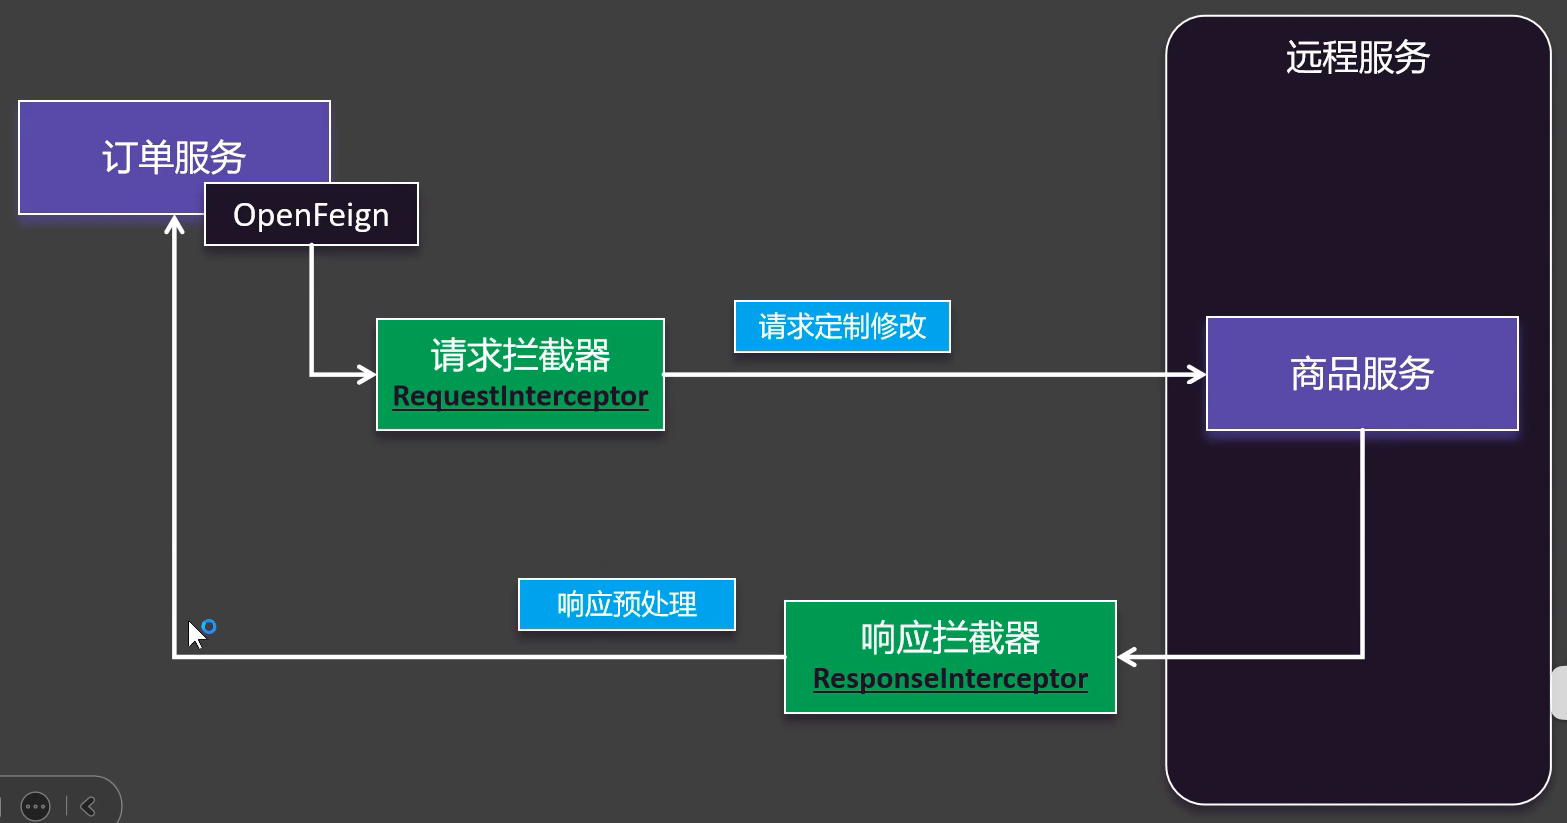 远程服务
订单服务
OpenFeign
请求定制修改
请求拦截器
RequestInterceptor
商品服务
响应预处理
响应拦截器
ResponseInterceptor